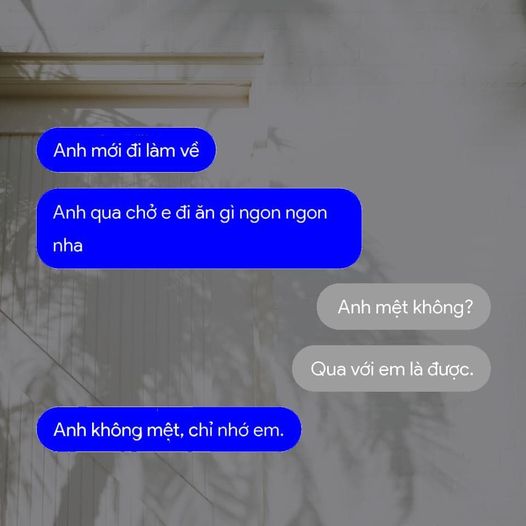 Anh mới đi làm về
Anh qua chở e đi ăn gì ngon ngon
nha
Anh mệt không?
Qua với em là được.
Anh không mệt, chỉ nhớ em.